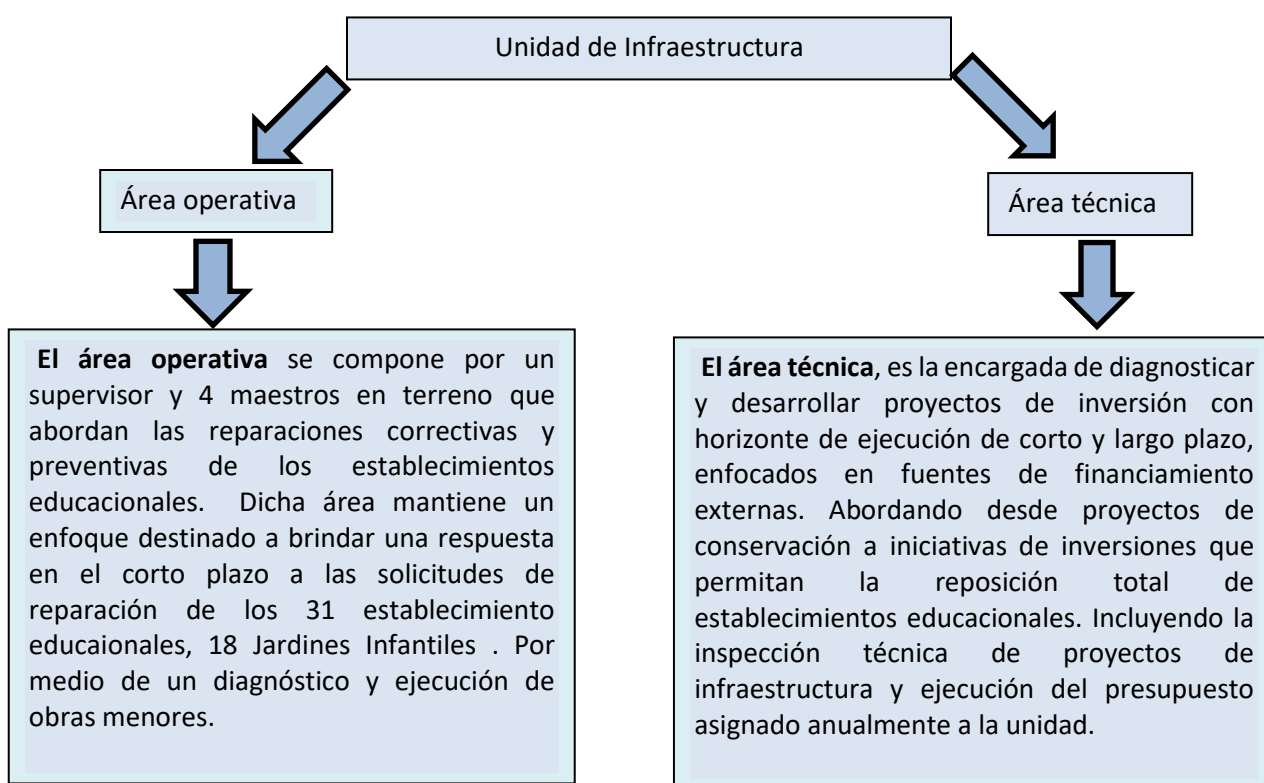 Unidad de Infraestructura
Área operativa
Área técnica
El área operativa se compone por un
supervisor y 4 maestros en terreno que
abordan las reparaciones correctivas y
preventivas de los establecimientos
educacionales. Dicha área mantiene un
enfoque destinado a brindar una respuesta
en el corto plazo a las solicitudes de
reparación de los 31 establecimiento
educaionales, 18 Jardines Infantiles . Por
medio de un diagnóstico y ejecución de
obras menores.
El área técnica, es la encargada de diagnosticar
y desarrollar proyectos de inversión con
horizonte de ejecución de corto y largo plazo,
enfocados en fuentes de financiamiento
externas. Abordando desde proyectos de
conservación a iniciativas de inversiones que
permitan la reposición total de
establecimientos educacionales. Incluyendo la
inspección técnica de proyectos de
infraestructura y ejecución del presupuesto
asignado anualmente a la unidad.